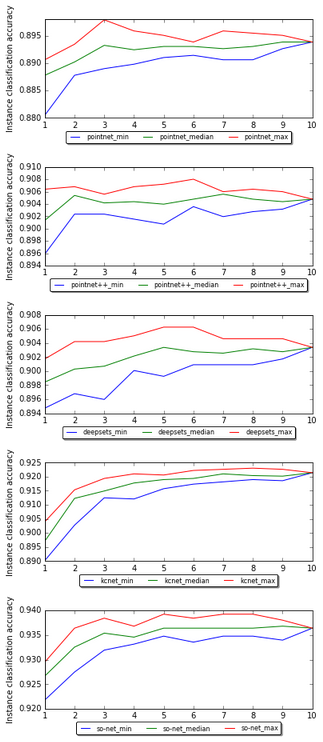 Instance classification accuracy
0.895
0.890
0.885
0.880
1 2 3 4 5 6 7 8 9 10
pointnet_min pointnet_median pointnet_max
Instance classification accuracy
0.910
0.908
0.906
0.904
0.902
0.900
0.898
0.896
0.894
1 2 3 4 5 6 7 8 9 10
pointnet++_min pointnet++_median pointnet++_max
Instance classification accuracy
0.908
0.906
0.904
0.902
0.900
0.898
0.896
0.894
1 2 3 4 5 6 7 8 9 10
deepsets_min deepsets_median deepsets_max
Instance classification accuracy
0.925
0.920
0.915
0.910
0.905
0.900
0.895
0.890
1 2 3 4 5 6 7 8 9 10
kcnet_min kcnet_median kcnet_max
Instance classification accuracy
0.940
0.935
0.930
0.925
0.920
1 2 3 4 5 6 7 8 9 10
so-net_min so-net_median so-net_max